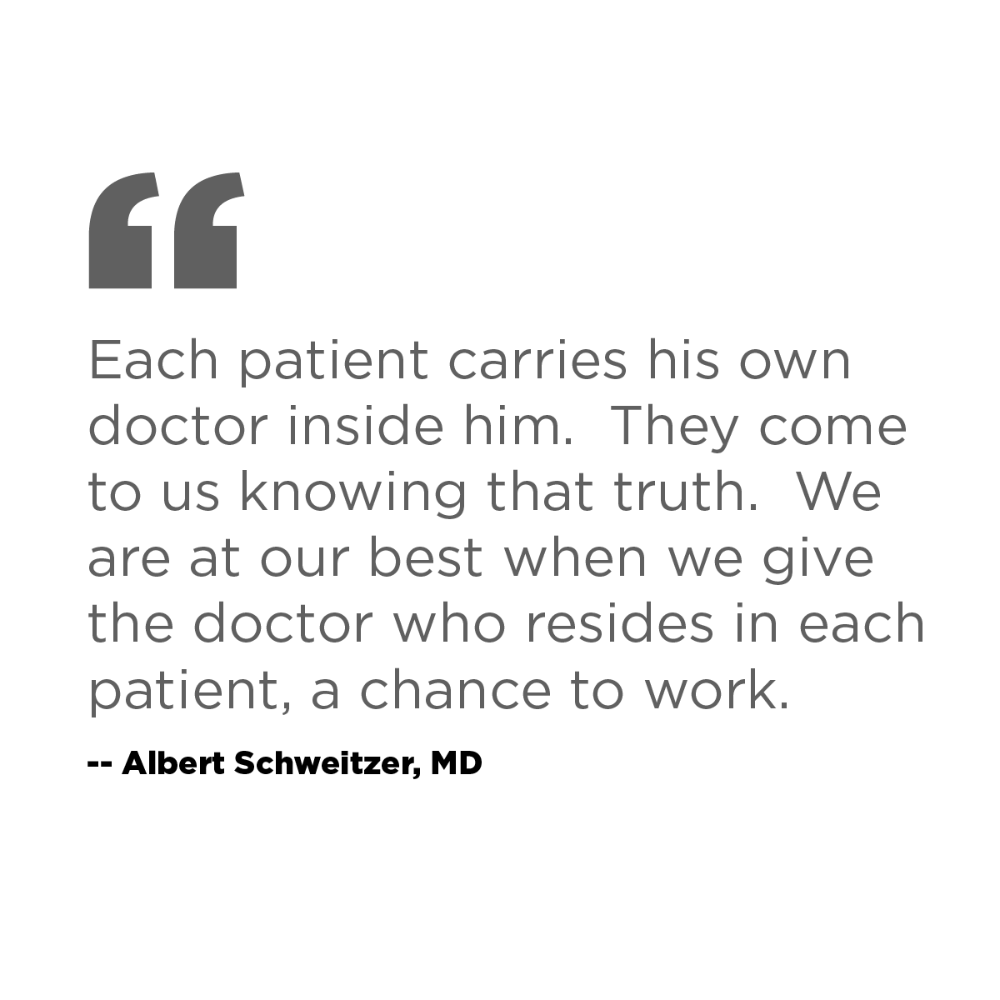 “
Each patient carries his own
doctor inside him.  They come
to us knowing that truth.  We
are at our best when we give
the doctor who resides in each
patient, a chance to work.
-- Albert Schweitzer, MD